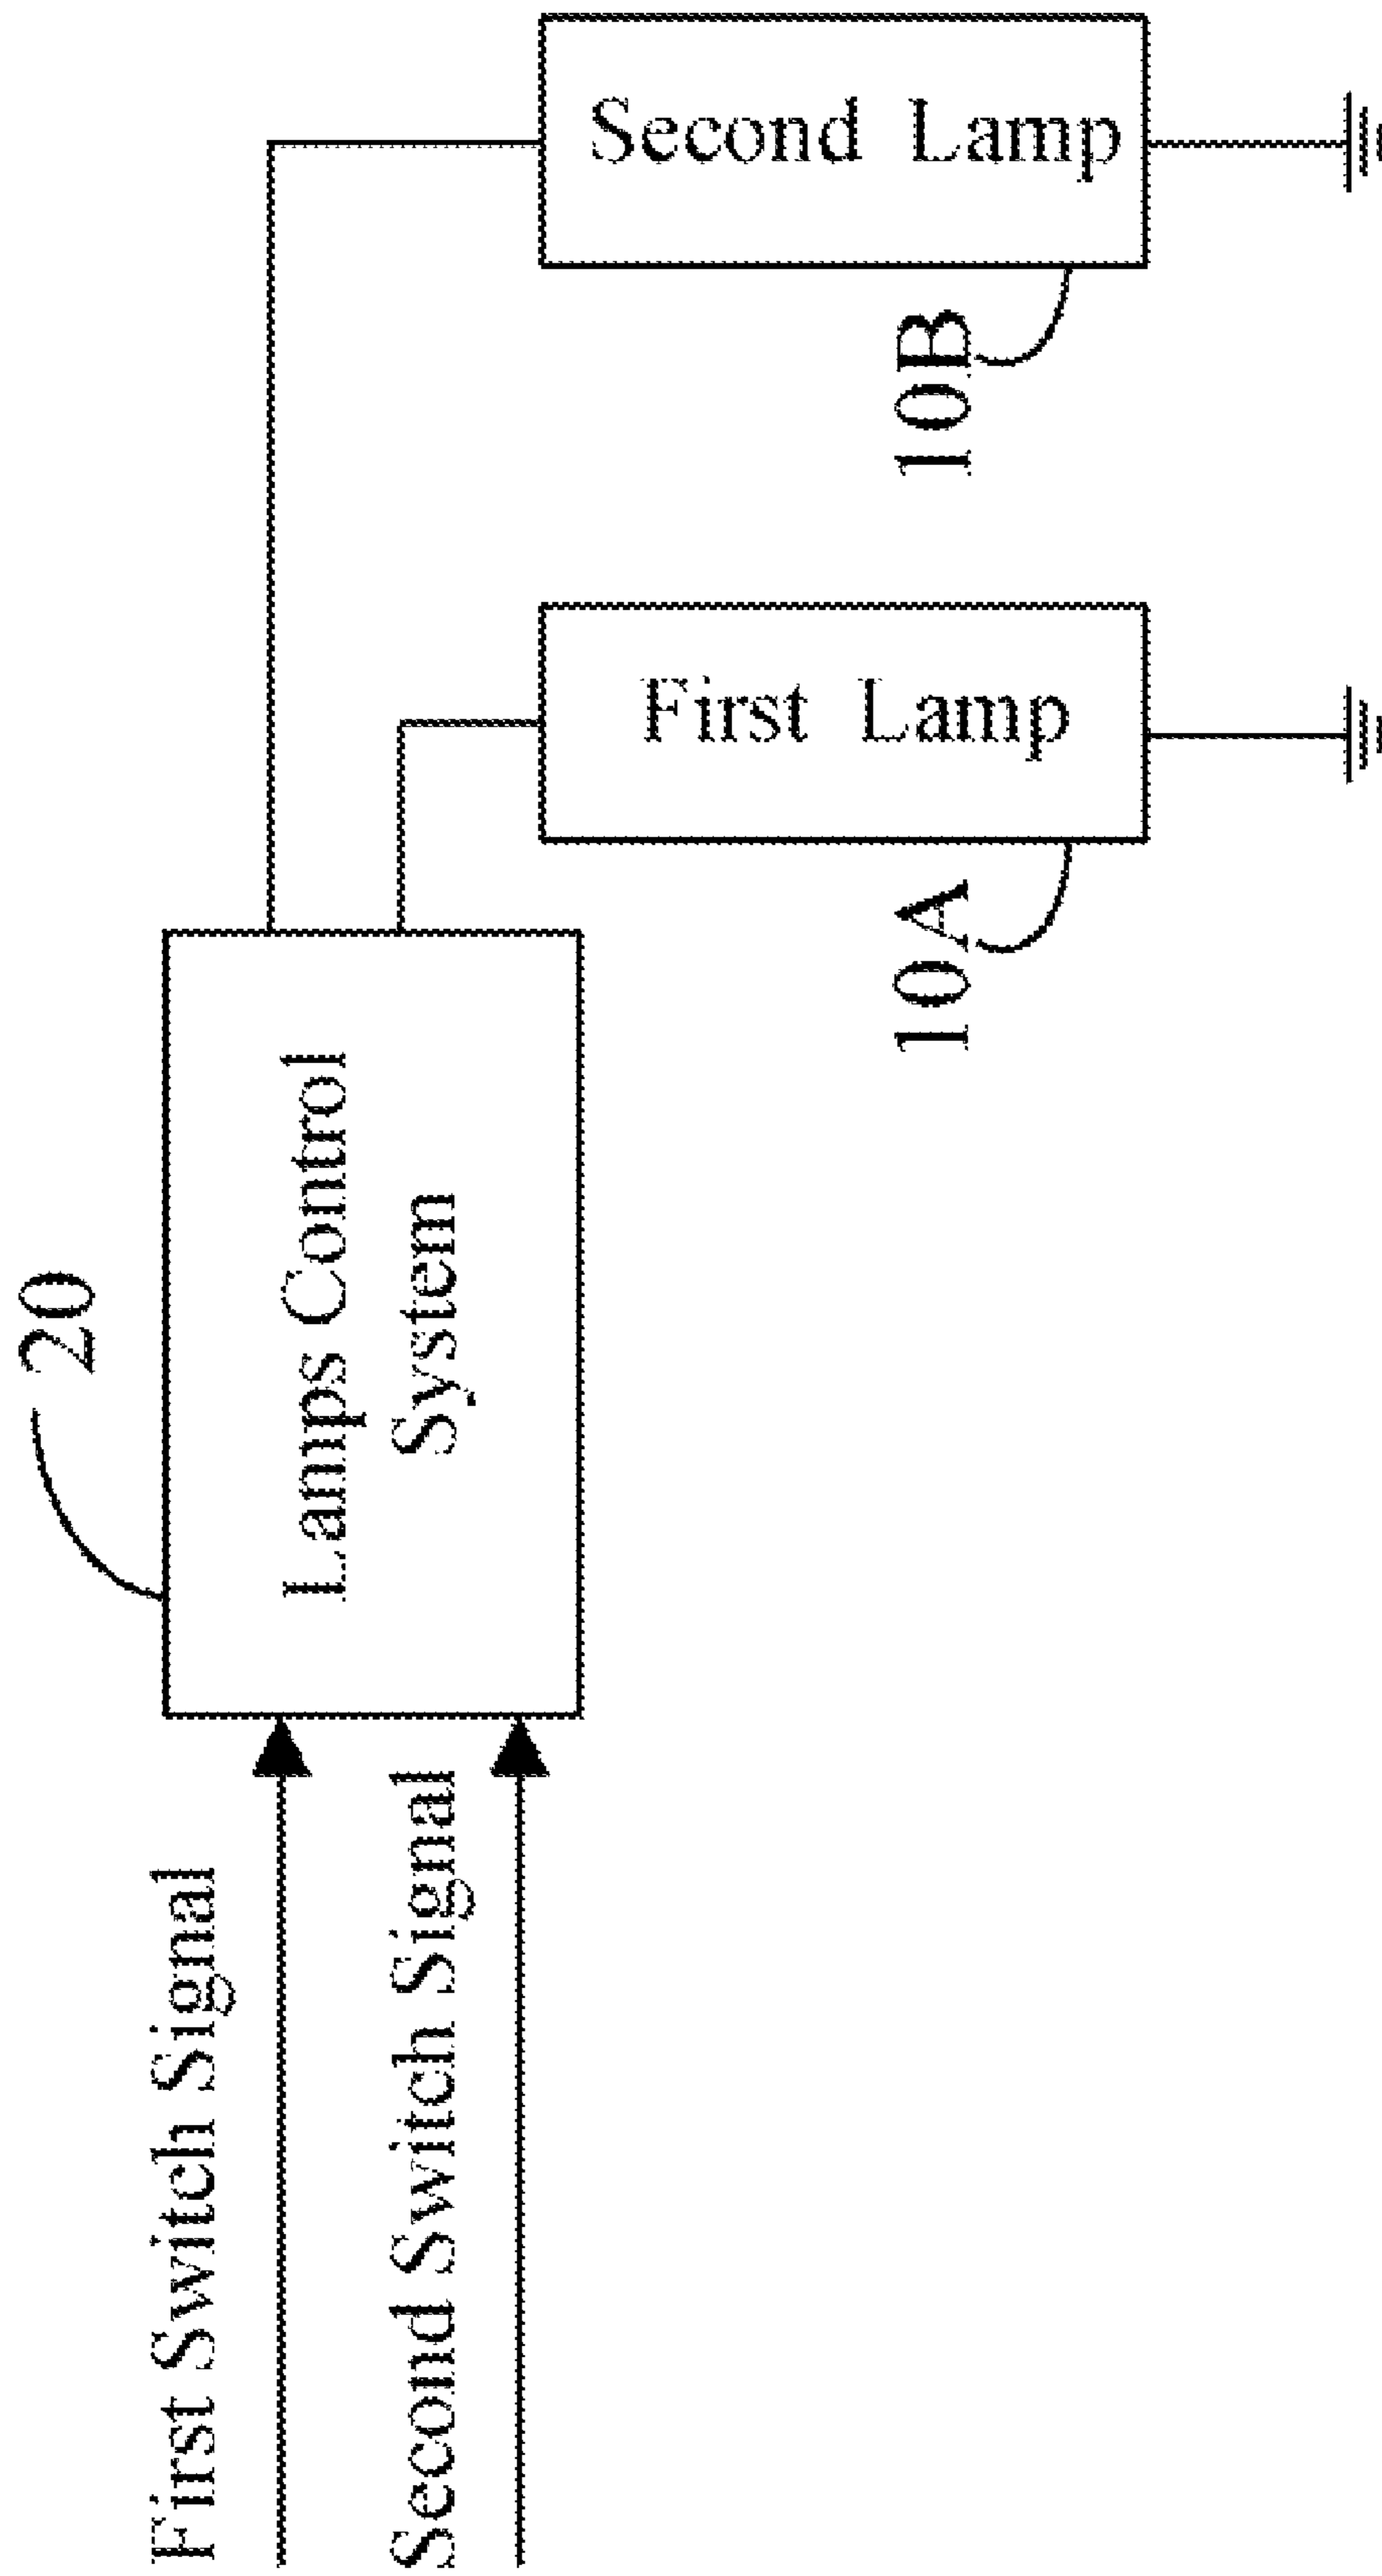 20
First Switch Signal
Lamps Control
System
Second Switch Signal
10A
First Lamp
10B
Second Lamp